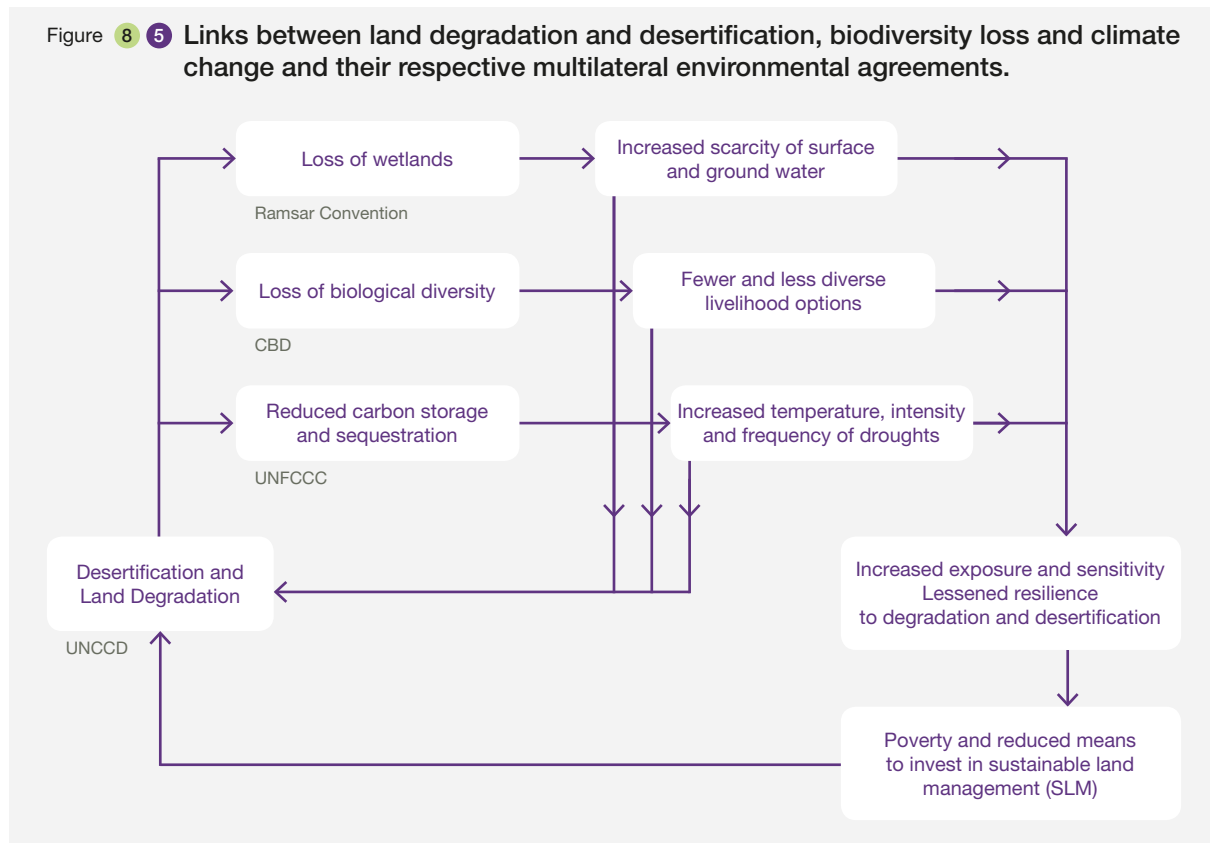 Figure 8 5 Links between land degradation and desertification, biodiversity loss and climate
change and their respective multilateral environmental agreements.
Loss of wetlands
Ramsar Convention
Increased scarcity of surface
and ground water
Loss of biological diversity
CBD
Fewer and less diverse
livelihood options
Reduced carbon storage
and sequestration
UNFCCC
Increased temperature, intensity
and frequency of droughts
Desertification and
Land Degradation
UNCCD
Increased exposure and sensitivity
Lessened resilience
to degradation and desertification
Poverty and reduced means
to invest in sustainable land
management (SLM)